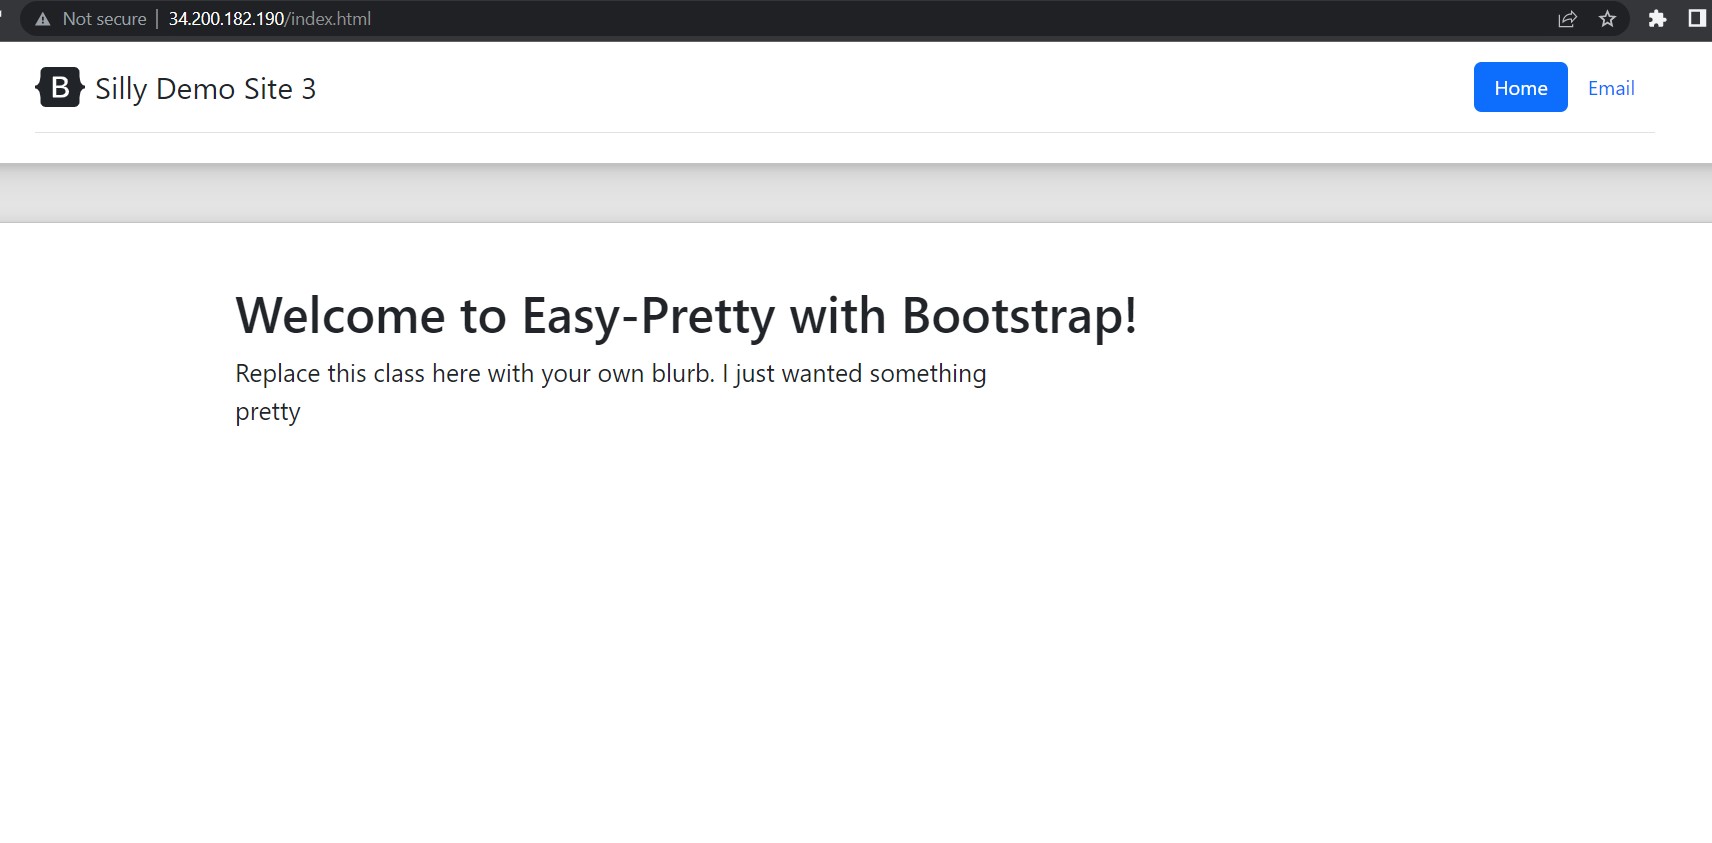 Not secure | 34.200.182.190/index.html
B Silly Demo Site 3
Home Email
Welcome to Easy-Pretty with Bootstrap!
Replace this class here with your own blurb. I just wanted something
pretty